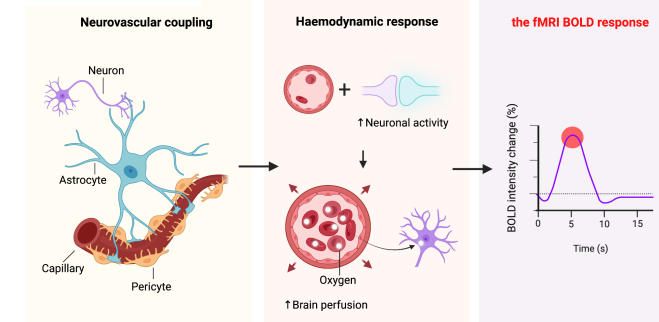 Neurovascular coupling
Neuron
Astrocyte
Capillary
Pericyte
Haemodynamic response
+
↑Neuronal activity
Oxygen
↑Brain perfusion
the fMRI BOLD response
BOLD intensity change (%)
0 5 10 15
Time (s)